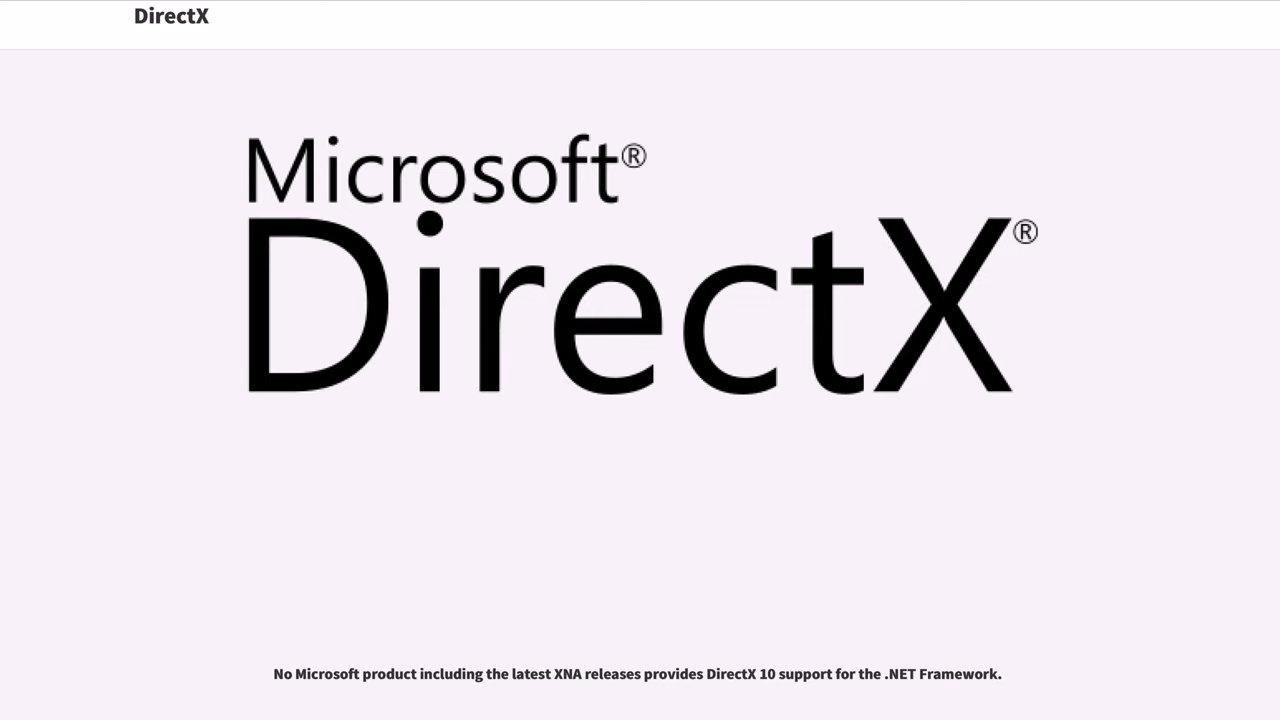 DirectX
Microsoft®
DirectX®
No Microsoft product including the latest XNA releases provides DirectX 10 support for the .NET Framework.